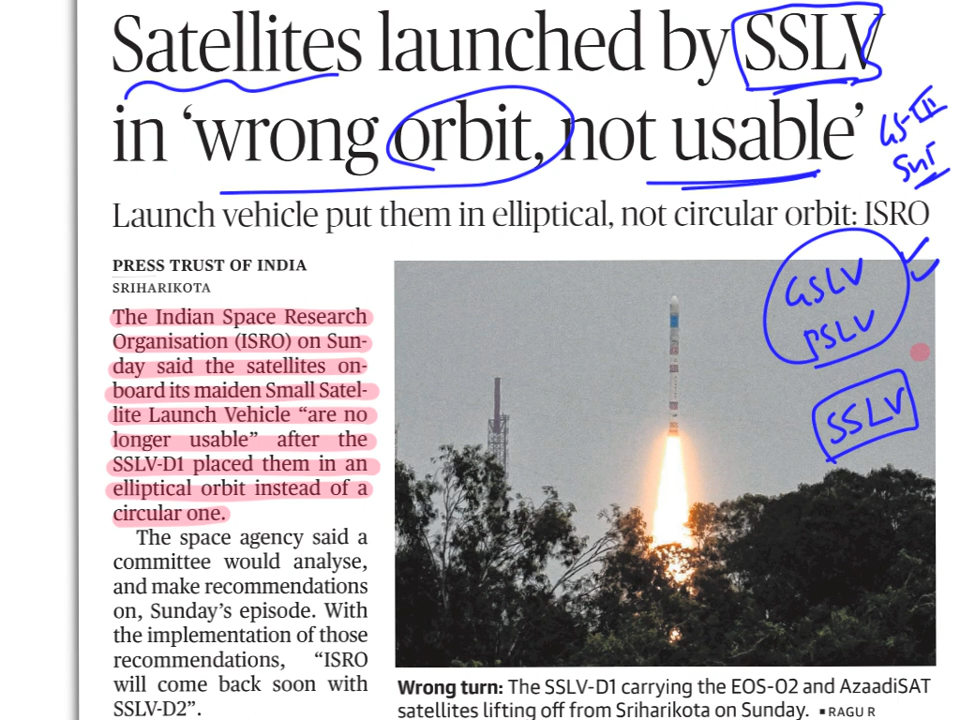 Satellites launched by SSLV
in ‘wrong orbit, not usable’
GS-III
SnT
Launch vehicle put them in elliptical, not circular orbit: ISRO
PRESS TRUST OF INDIA
SRIHARIKOTA
The Indian Space Research
Organisation (ISRO) on Sun-
day said the satellites on-
board its maiden Small Satel-
lite Launch Vehicle “are no
longer usable” after the
SSLV-D1 placed them in an
elliptical orbit instead of a
circular one.
The space agency said a
committee would analyse,
and make recommendations
on, Sunday’s episode. With
the implementation of those
recommendations, “ISRO
will come back soon with
SSLV-D2”.
GSLV
PSLV
SSLV
Wrong turn: The SSLV-D1 carrying the EOS-02 and AzaadiSAT
satellites lifting off from Sriharikota on Sunday. ▪RAGU R